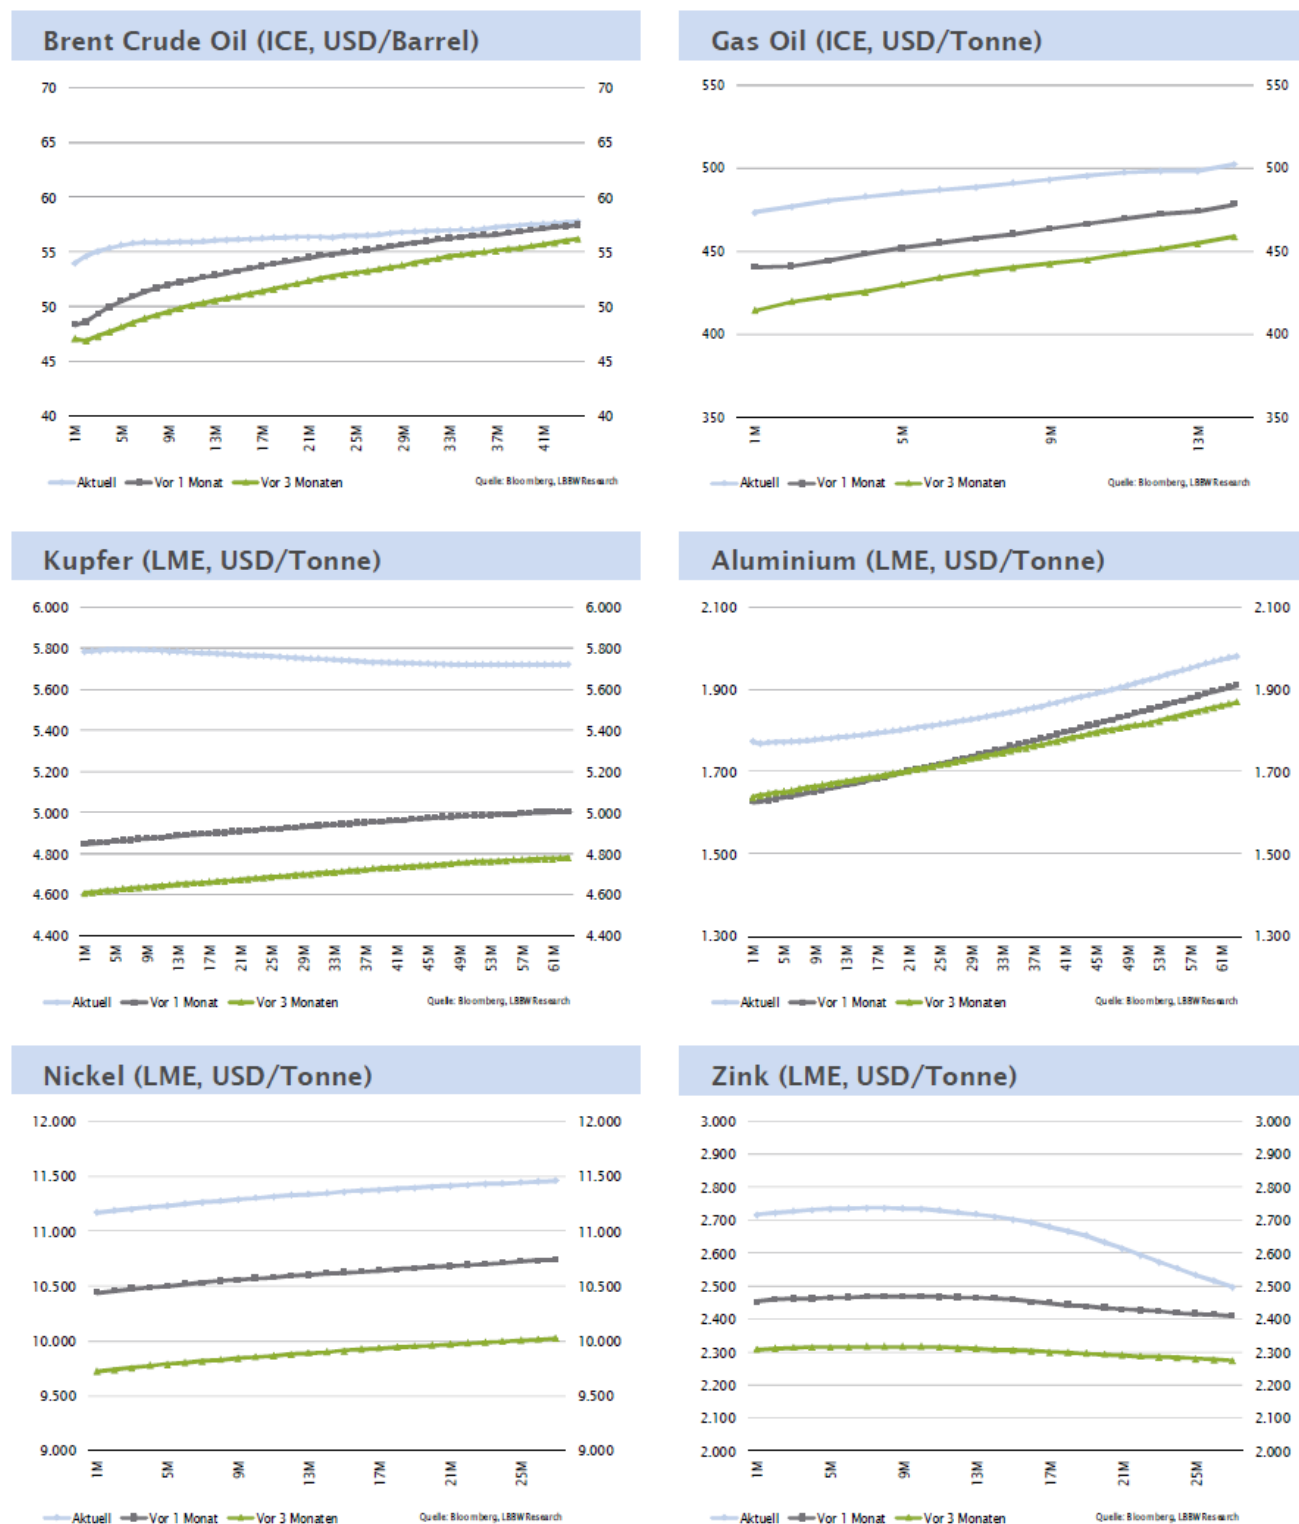 Brent Crude Oil (ICE, USD/Barrel)
70 70
65 65
60 60
55 55
50 50
45 45
40 40
1M 5M 9M 13M 17M 21M 25M 29M 33M 37M 41M
Aktuell Vor 1 Monat Vor 3 Monaten Quelle: Bloomberg, LBBW Research
Gas Oil (ICE, USD/Tonne)
550 550
500 500
450 450
400 400
350 350
1M 5M 9M 13M
Aktuell Vor 1 Monat Vor 3 Monaten Quelle: Bloomberg, LBBW Research
Kupfer (LME, USD/Tonne)
6.000 6.000
5.800 5.800
5.600 5.600
5.400 5.400
5.200 5.200
5.000 5.000
4.800 4.800
4.600 4.600
4.400 4.400
1M 5M 9M 13M 17M 21M 25M 29M 33M 37M 41M 45M 49M 53M 57M 61M
Aktuell Vor 1 Monat Vor 3 Monaten Quelle: Bloomberg, LBBW Research
Aluminium (LME, USD/Tonne)
2.100 2.100
1.900 1.900
1.700 1.700
1.500 1.500
1.300 1.300
1M 5M 9M 13M 17M 21M 25M 29M 33M 37M 41M 45M 49M 53M 57M 61M
Aktuell Vor 1 Monat Vor 3 Monaten Quelle: Bloomberg, LBBW Research
Nickel (LME, USD/Tonne)
12.000 12.000
11.500 11.500
11.000 11.000
10.500 10.500
10.000 10.000
9.500 9.500
9.000 9.000
1M 5M 9M 13M 17M 21M 25M
Aktuell Vor 1 Monat Vor 3 Monaten Quelle: Bloomberg, LBBW Research
Zink (LME, USD/Tonne)
3.000 3.000
2.900 2.900
2.800 2.800
2.700 2.700
2.600 2.600
2.500 2.500
2.400 2.400
2.300 2.300
2.200 2.200
2.100 2.100
2.000 2.000
1M 5M 9M 13M 17M 21M 25M
Aktuell Vor 1 Monat Vor 3 Monaten Quelle: Bloomberg, LBBW Research